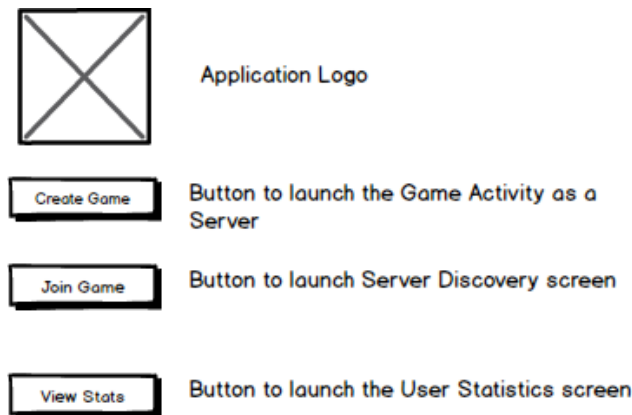 Application Logo
Create Game
Button to launch the Game Activity as a
Server
Join Game
Button to launch Server Discovery screen
View Stats
Button to launch the User Statistics screen